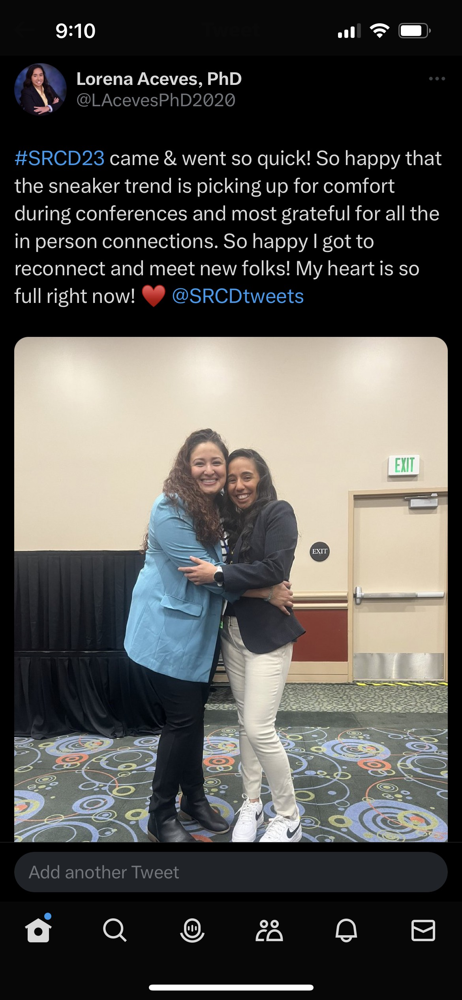 9:10
Tweet
Lorena Aceves, PhD
@LAcevesPhD2020
#SRCD23 came & went so quick! So happy that
the sneaker trend is picking up for comfort
during conferences and most grateful for all the
in person connections. So happy I got to
reconnect and meet new folks! My heart is so
full right now! ♥️ @SRCDtweets
EXIT
EXIT
Add another Tweet